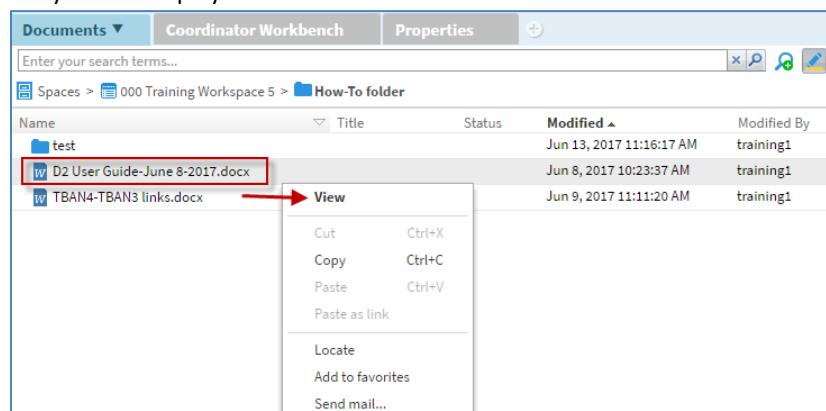 Documents ▼ Coordinator Workbench Properties
Enter your search terms...
Spaces > 000 Training Workspace 5 > How-To folder
Name Title Status Modified Modified By
test Jun 13, 2017 11:16:17 AM training1
D2 User Guide-June 8-2017.docx Jun 8, 2017 10:23:37 AM training1
TBAN4-TBAN3 links.docx Jun 9, 2017 11:11:20 AM training1
View
Cut Ctrl+X
Copy Ctrl+C
Paste Ctrl+V
Paste as link
Locate
Add to favorites
Send mail...